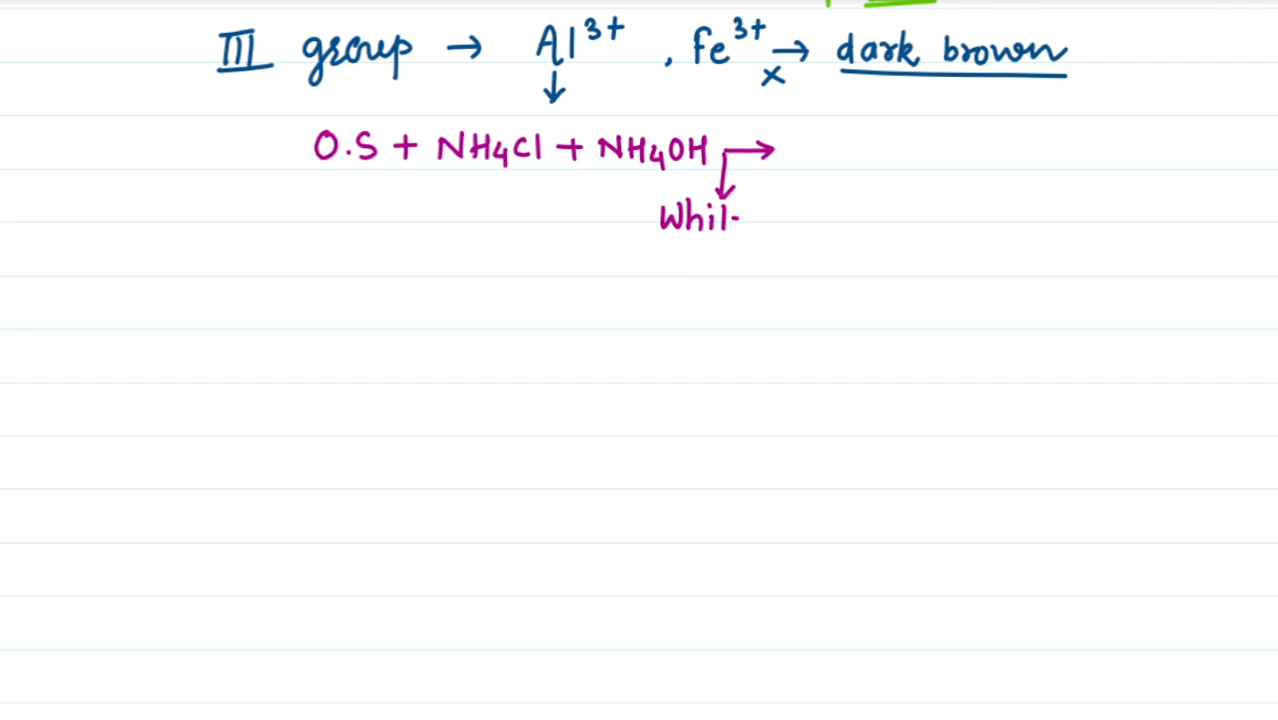 III group → Al³⁺ , Fe³⁺ → dark brown
↓ x
O.S + NH₄Cl + NH₄OH →
↓
Whil-